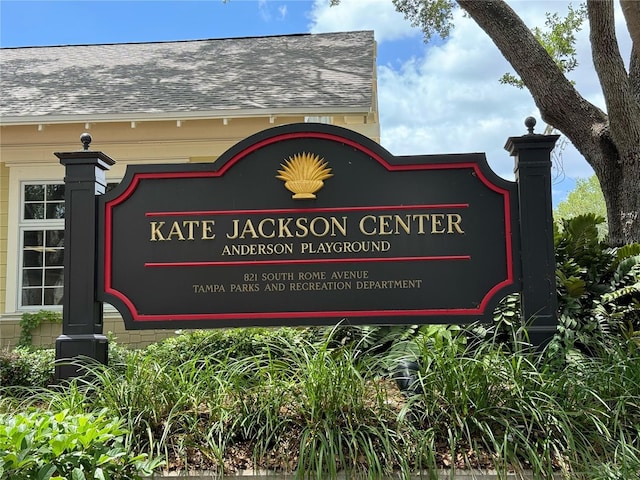 KATE JACKSON CENTER
ANDERSON PLAYGROUND
821 SOUTH ROME AVENUE
TAMPA PARKS AND RECREATION DEPARTMENT